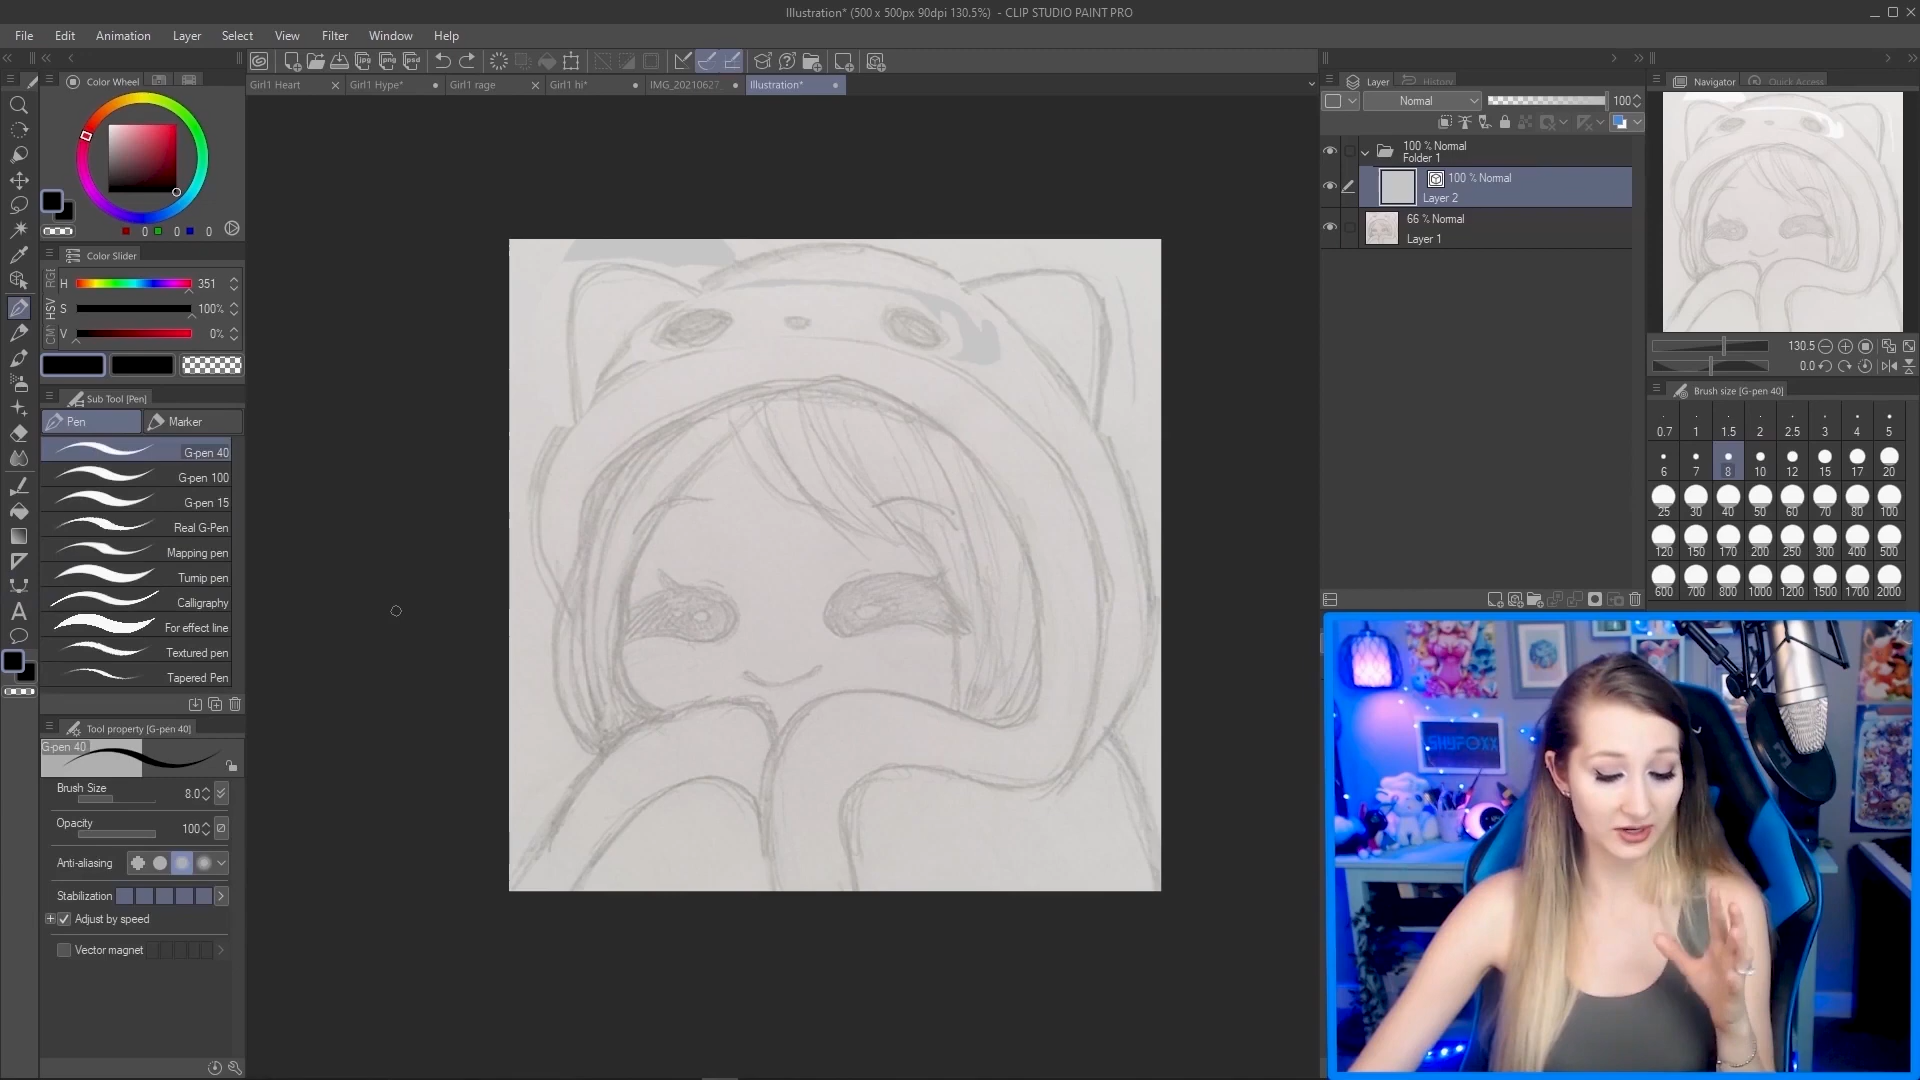 Illustration* (500 x 500px 90dpi 130.5%) - CLIP STUDIO PAINT PRO
File Edit Animation Layer Select View Filter Window Help
Color Wheel
Girl1 Heart Girl1 Hype* Girl1 rage Girl1 hi* IMG_20210627 Illustration*
0 0 0
Color Slider
RGB
HSV
H 351
S 100%
V 0%
Sub Tool [Pen]
Pen Marker
G-pen 40
G-pen 100
G-pen 15
Real G-Pen
Mapping pen
Turnip pen
Calligraphy
For effect line
Textured pen
Tapered Pen
Tool property [G-pen 40]
G-pen 40
Brush Size 8.0
Opacity 100
Anti-aliasing
Stabilization
Adjust by speed
Vector magnet
Layer History
Normal 100
100 % Normal
Folder 1
100 % Normal
Layer 2
66 % Normal
Layer 1
Navigator Quick Access
130.5
0.0
Brush size [G-pen 40]
0.7 1 1.5 2 2.5 3 4 5
6 7 8 10 12 15 17 20
25 30 40 50 60 70 80 100
120 150 170 200 250 300 400 500
600 700 800 1000 1200 1500 1700 2000
SHYFOXX